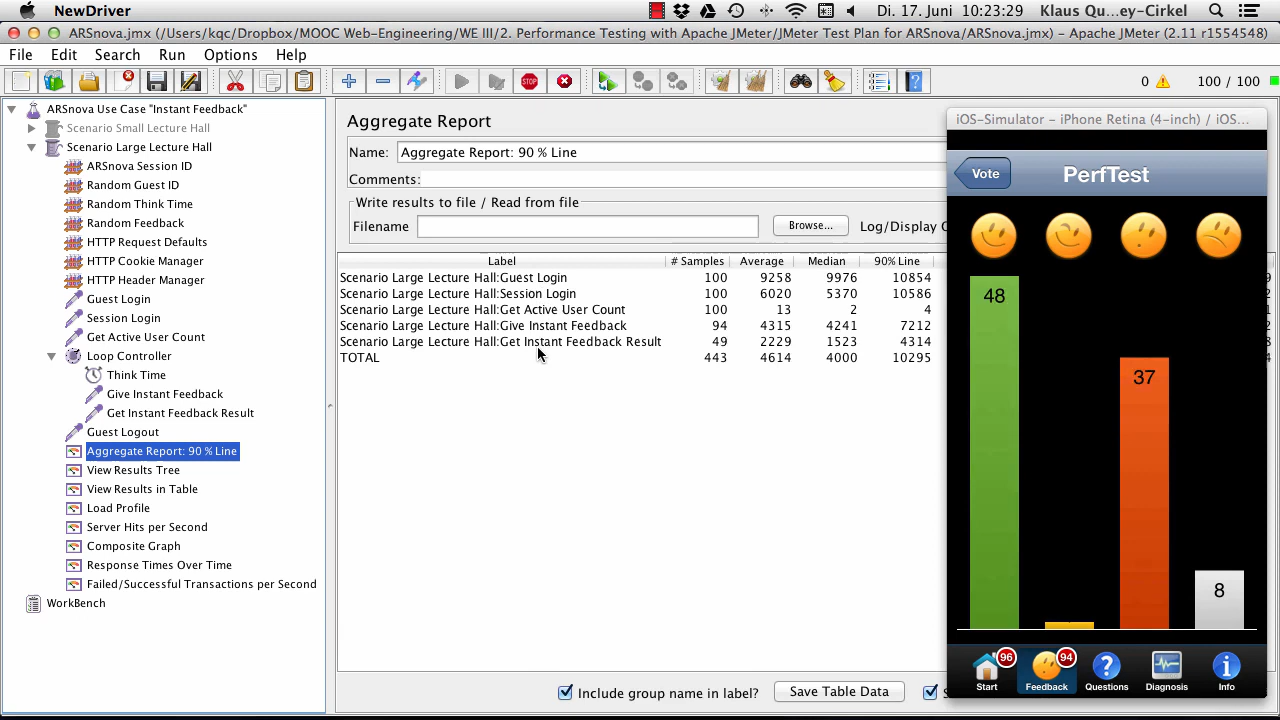 NewDriver
Di. 17. Juni 10:23:29 Klaus Qu...ey-Cirkel
ARSnova.jmx (/Users/kqc/Dropbox/MOOC Web-Engineering/WE III/2. Performance Testing with Apache JMeter/JMeter Test Plan for ARSnova/ARSnova.jmx) - Apache JMeter (2.11 r1554548)
File Edit Search Run Options Help
STOP
0 100 / 100
ARSnova Use Case "Instant Feedback"
Scenario Small Lecture Hall
Scenario Large Lecture Hall
ARSnova Session ID
Random Guest ID
Random Think Time
Random Feedback
HTTP Request Defaults
HTTP Cookie Manager
HTTP Header Manager
Guest Login
Session Login
Get Active User Count
Loop Controller
Think Time
Give Instant Feedback
Get Instant Feedback Result
Guest Logout
Aggregate Report: 90 % Line
View Results Tree
View Results in Table
Load Profile
Server Hits per Second
Composite Graph
Response Times Over Time
Failed/Successful Transactions per Second
WorkBench
Aggregate Report
Name: Aggregate Report: 90 % Line
Comments:
Write results to file / Read from file
Filename Browse... Log/Display
Label # Samples Average Median 90% Line
Scenario Large Lecture Hall:Guest Login 100 9258 9976 10854
Scenario Large Lecture Hall:Session Login 100 6020 5370 10586
Scenario Large Lecture Hall:Get Active User Count 100 13 2 4
Scenario Large Lecture Hall:Give Instant Feedback 94 4315 4241 7212
Scenario Large Lecture Hall:Get Instant Feedback Result 49 2229 1523 4314
TOTAL 443 4614 4000 10295
Include group name in label? Save Table Data
iOS-Simulator - iPhone Retina (4-inch) / iOS...
Vote PerfTest
48
37
8
96 94
Start Feedback Questions Diagnosis Info